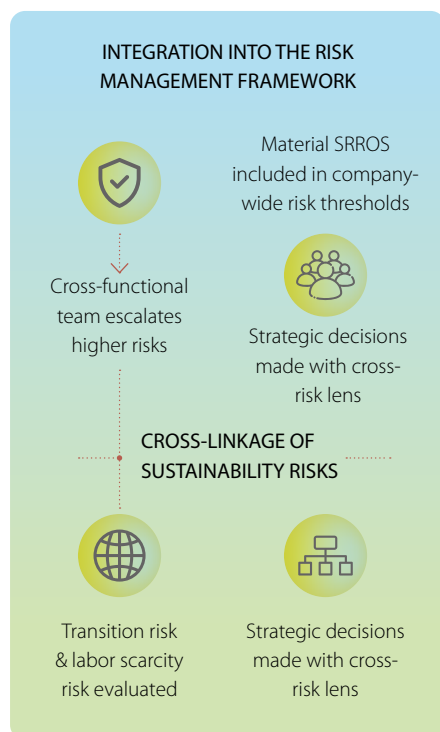 INTEGRATION INTO THE RISK
MANAGEMENT FRAMEWORK
Material SRROS
included in company-
wide risk thresholds
Cross-functional
team escalates
higher risks
Strategic decisions
made with cross-
risk lens
CROSS-LINKAGE OF
SUSTAINABILITY RISKS
Transition risk
& labor scarcity
risk evaluated
Strategic decisions
made with cross-
risk lens